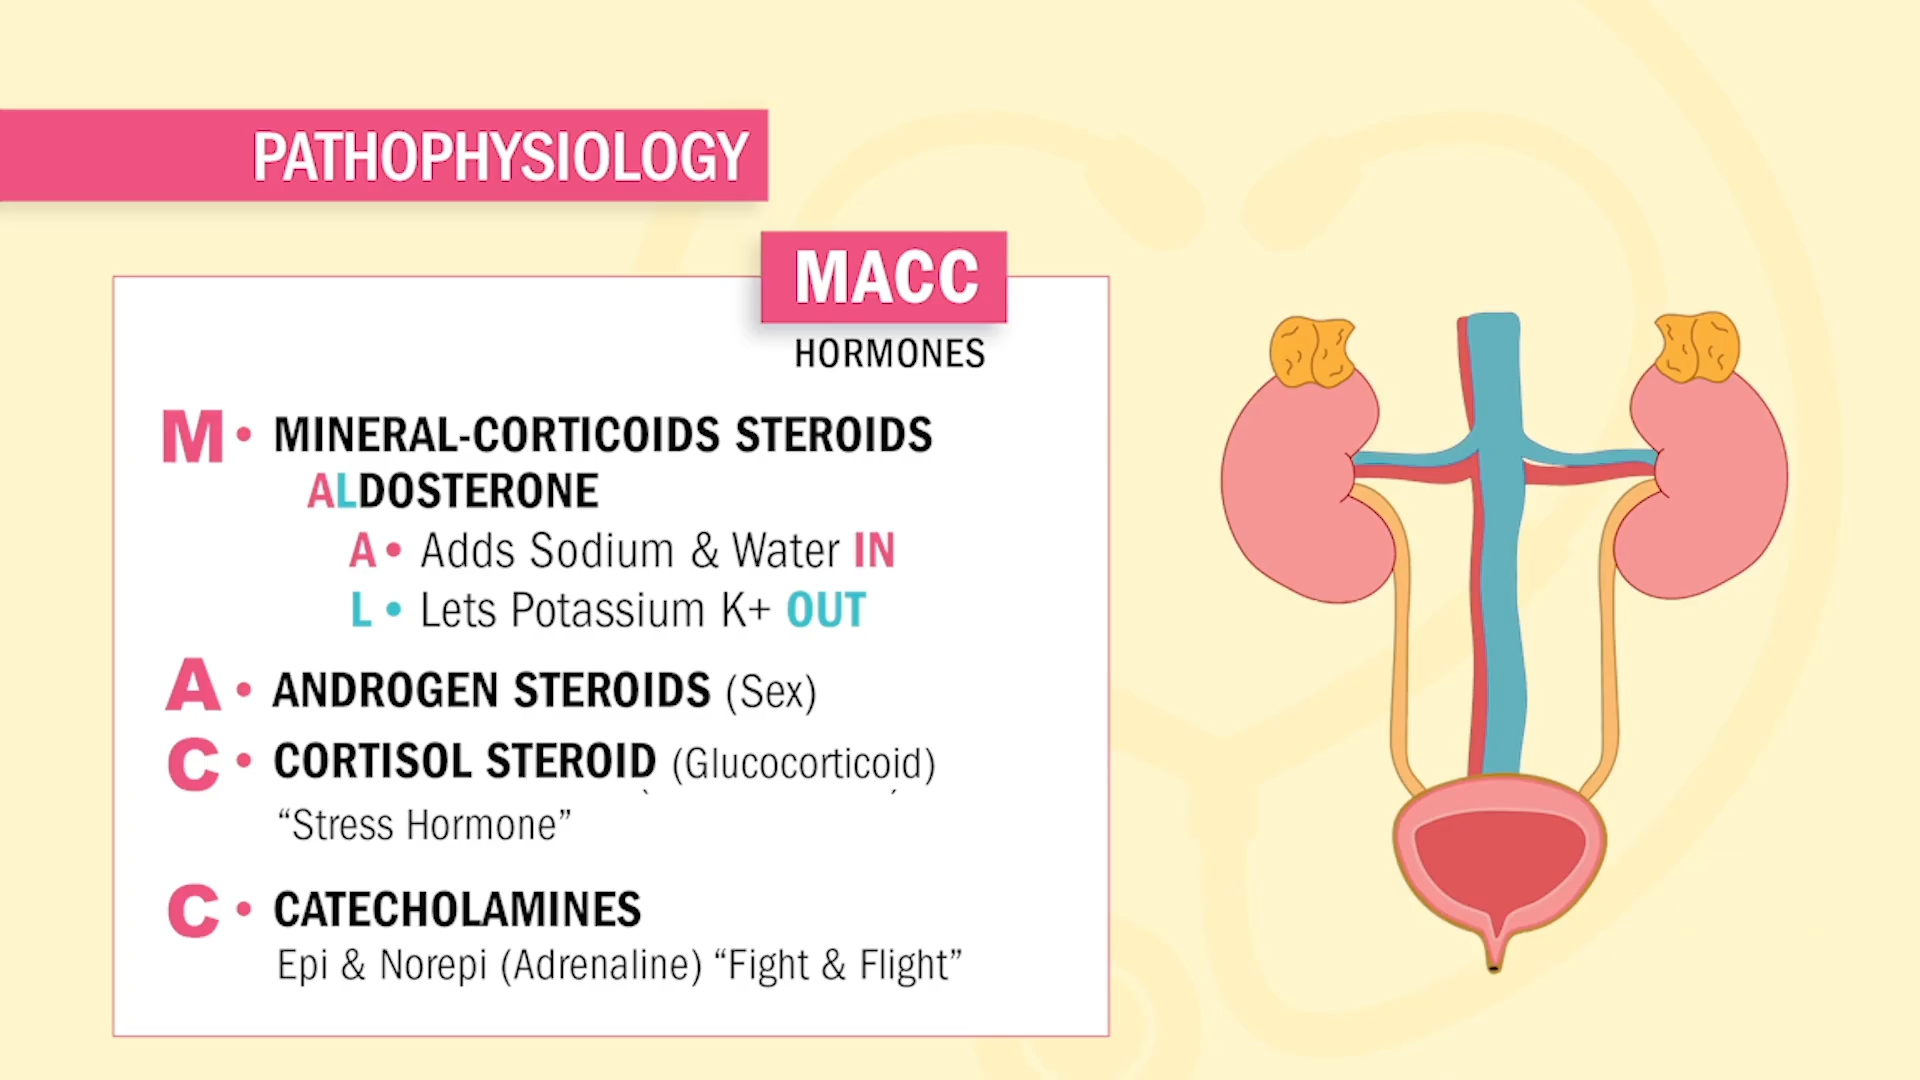 PATHOPHYSIOLOGY
MACC
HORMONES
M • MINERAL-CORTICOIDS STEROIDS
ALDOSTERONE
A • Adds Sodium & Water IN
L • Lets Potassium K+ OUT
A • ANDROGEN STEROIDS (Sex)
C • CORTISOL STEROID (Glucocorticoid)
“Stress Hormone”
C • CATECHOLAMINES
Epi & Norepi (Adrenaline) “Fight & Flight”